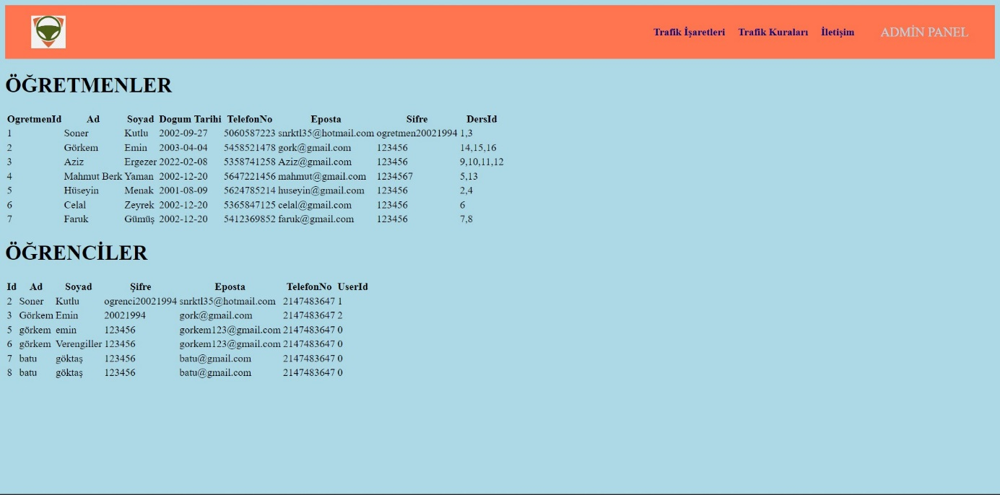 Trafik İşaretleri Trafik Kuraları İletişim ADMİN PANEL
ÖĞRETMENLER
OgretmenId Ad Soyad Dogum Tarihi TelefonNo Eposta Sifre DersId
1 Soner Kutlu 2002-09-27 5060587223 snrktl35@hotmail.com ogretmen20021994 1,3
2 Görkem Emin 2003-04-04 5458521478 gork@gmail.com 123456 14,15,16
3 Aziz Ergezer 2022-02-08 5358741258 Aziz@gmail.com 123456 9,10,11,12
4 Mahmut Berk Yaman 2002-12-20 5647221456 mahmut@gmail.com 1234567 5,13
5 Hüseyin Menak 2001-08-09 5624785214 huseyin@gmail.com 123456 2,4
6 Celal Zeyrek 2002-12-20 5365847125 celal@gmail.com 123456 6
7 Faruk Gümüş 2002-12-20 5412369852 faruk@gmail.com 123456 7,8
ÖĞRENCİLER
Id Ad Soyad Şifre Eposta TelefonNo UserId
2 Soner Kutlu ogrenci20021994 snrktl35@hotmail.com 2147483647 1
3 Görkem Emin 20021994 gork@gmail.com 2147483647 2
5 görkem emin 123456 gorkem123@gmail.com 2147483647 0
6 görkem Verengiller 123456 gorkem123@gmail.com 2147483647 0
7 batu göktaş 123456 batu@gmail.com 2147483647 0
8 batu göktaş 123456 batu@gmail.com 2147483647 0